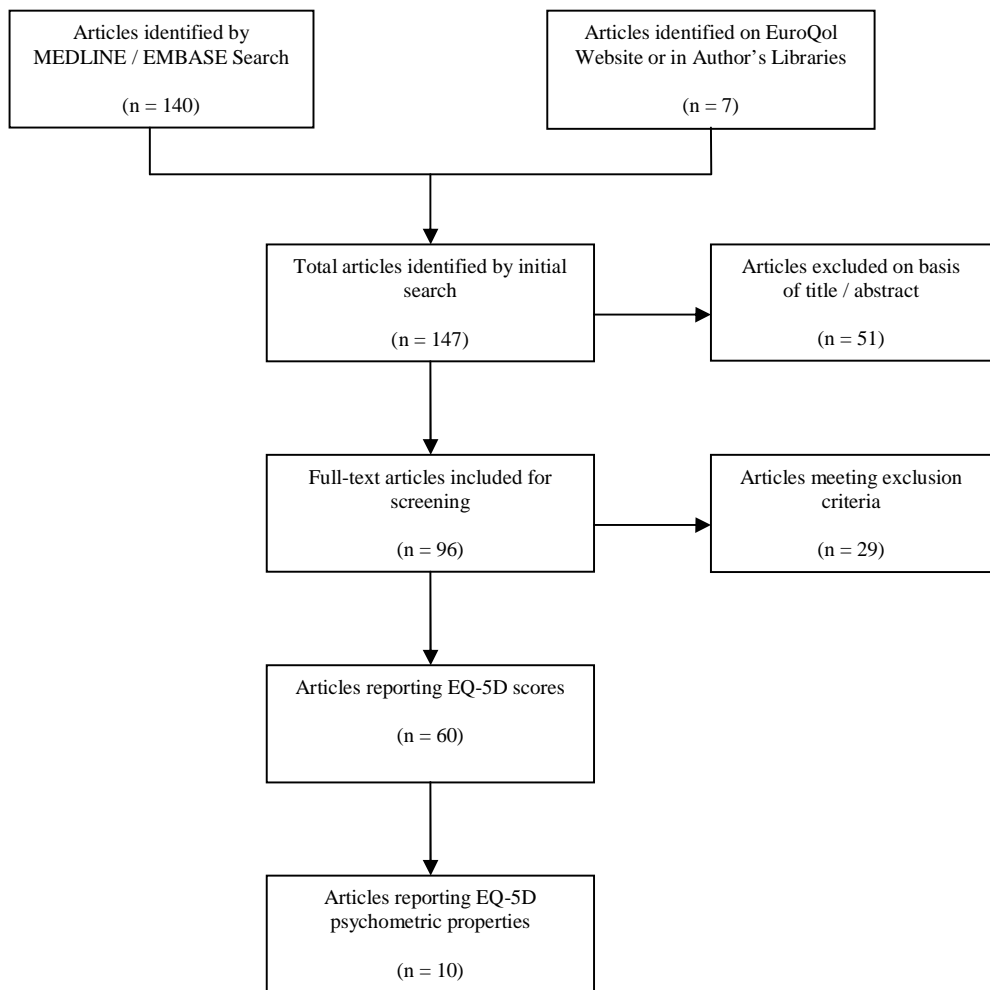 Articles identified by
MEDLINE / EMBASE Search
(n = 140)
Articles identified on EuroQol
Website or in Author's Libraries
(n = 7)
Total articles identified by initial
search
(n = 147)
Articles excluded on basis
of title / abstract
(n = 51)
Full-text articles included for
screening
(n = 96)
Articles meeting exclusion
criteria
(n = 29)
Articles reporting EQ-5D scores
(n = 60)
Articles reporting EQ-5D
psychometric properties
(n = 10)